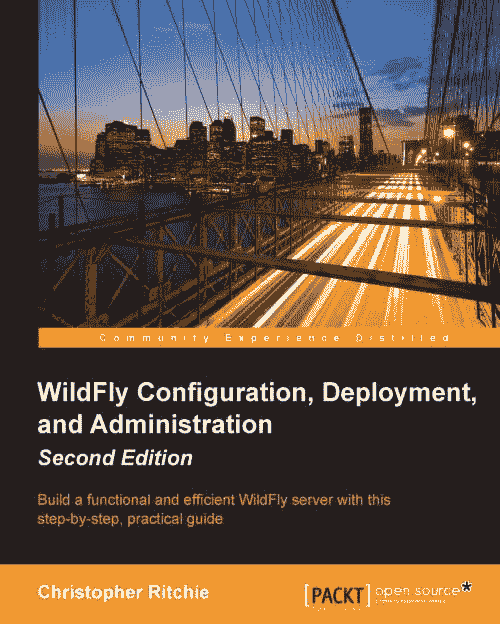 Community Experience Distilled
WildFly Configuration, Deployment,
and Administration
Second Edition
Build a functional and efficient WildFly server with this
step-by-step, practical guide
Christopher Ritchie
[PACKT] open source*